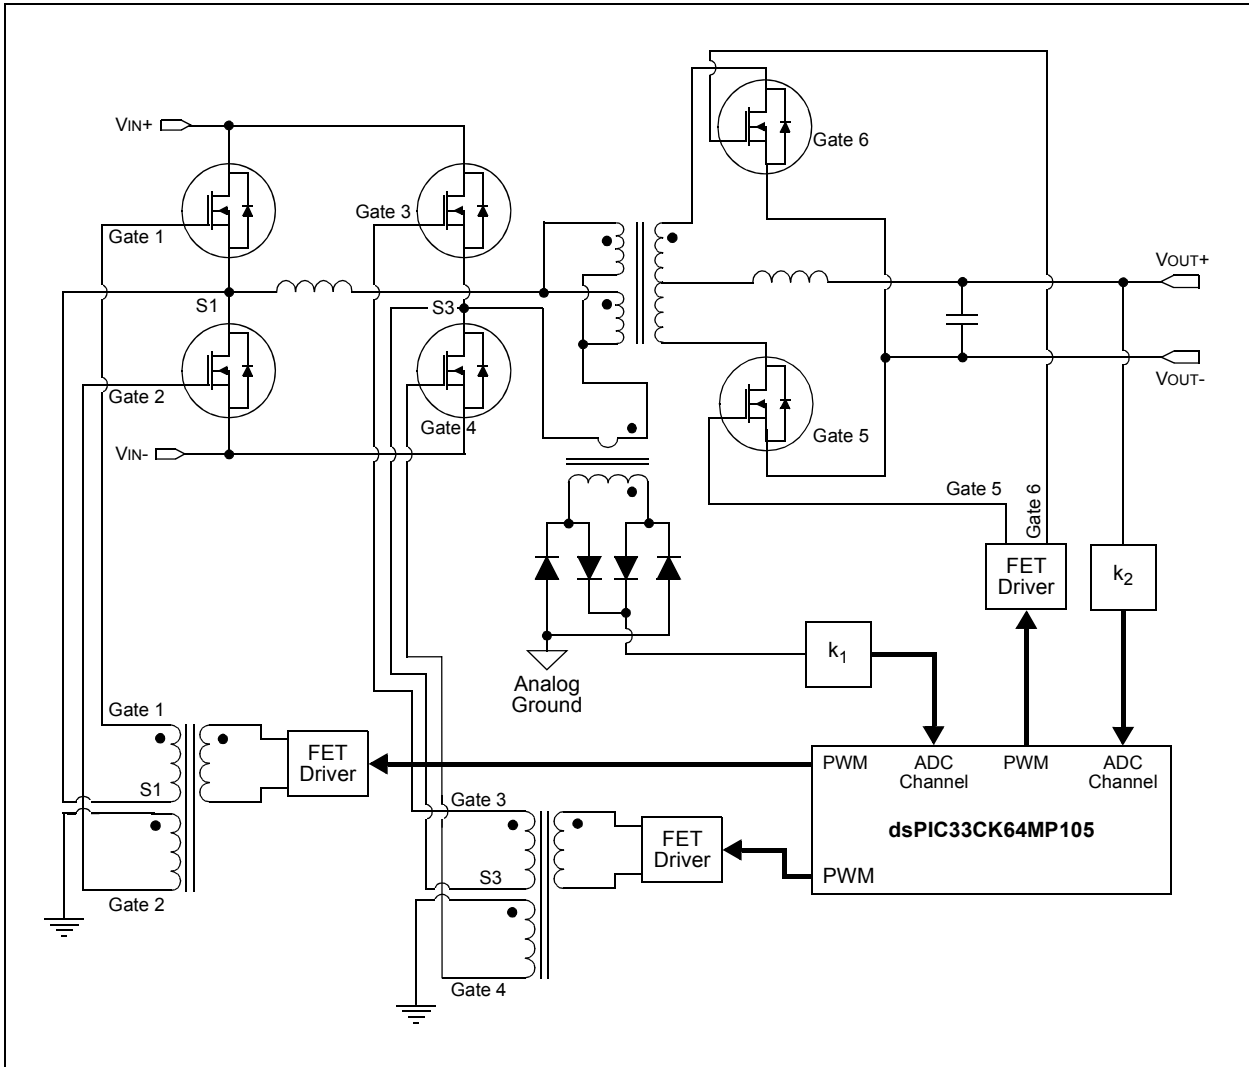 VIN+
Gate 1
S1
Gate 2
VIN-
Gate 3
S3
Gate 4
Gate 6
VOUT+
VOUT-
Gate 5
Gate 5
Gate 6
FET
Driver
k2
k1
Analog
Ground
Gate 1
S1
Gate 2
FET
Driver
Gate 3
S3
Gate 4
FET
Driver
PWM
ADC
Channel
PWM
ADC
Channel
dsPIC33CK64MP105
PWM